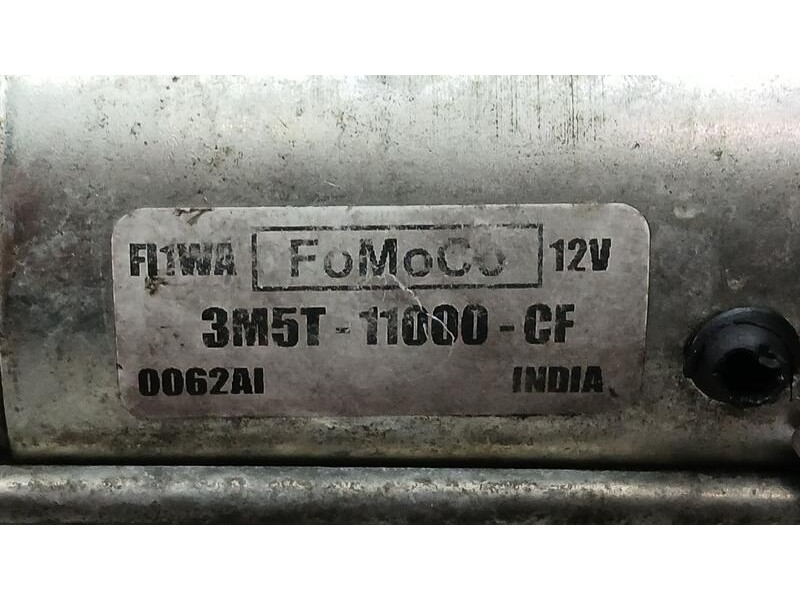 FI1WA FoMoCo 12V
3M5T - 11000 - CF
0062AI INDIA